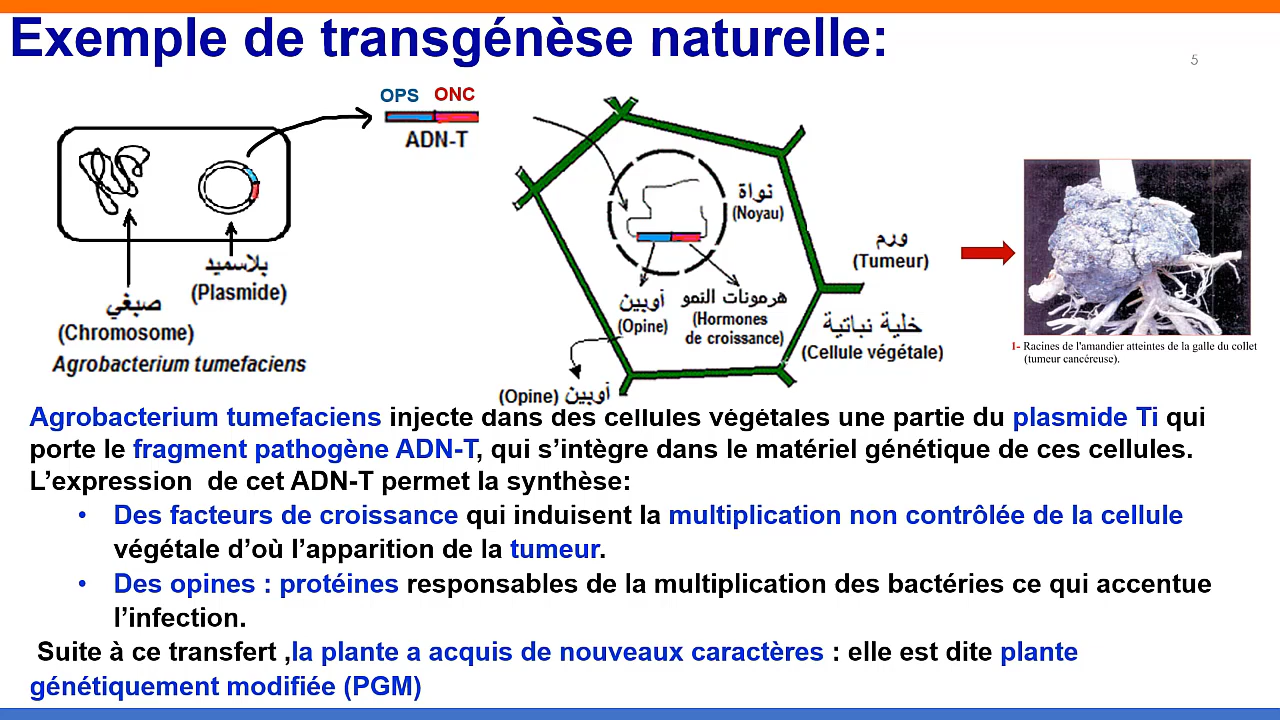 Exemple de transgénèse naturelle:
5
OPS ONC
ADN-T
نواة
(Noyau)
ورم
(Tumeur)
بلاسميد
(Plasmide)
صبغي
(Chromosome)
Agrobacterium tumefaciens
أوبين
(Opine)
هرمونات النمو
(Hormones
de croissance)
خلية نباتية
(Cellule végétale)
(Opine) أوبين
1- Racines de l'amandier atteintes de la galle du collet
(tumeur cancéreuse).
Agrobacterium tumefaciens injecte dans des cellules végétales une partie du plasmide Ti qui
porte le fragment pathogène ADN-T, qui s’intègre dans le matériel génétique de ces cellules.
L’expression de cet ADN-T permet la synthèse:
• Des facteurs de croissance qui induisent la multiplication non contrôlée de la cellule
végétale d’où l’apparition de la tumeur.
• Des opines : protéines responsables de la multiplication des bactéries ce qui accentue
l’infection.
Suite à ce transfert ,la plante a acquis de nouveaux caractères : elle est dite plante
génétiquement modifiée (PGM)